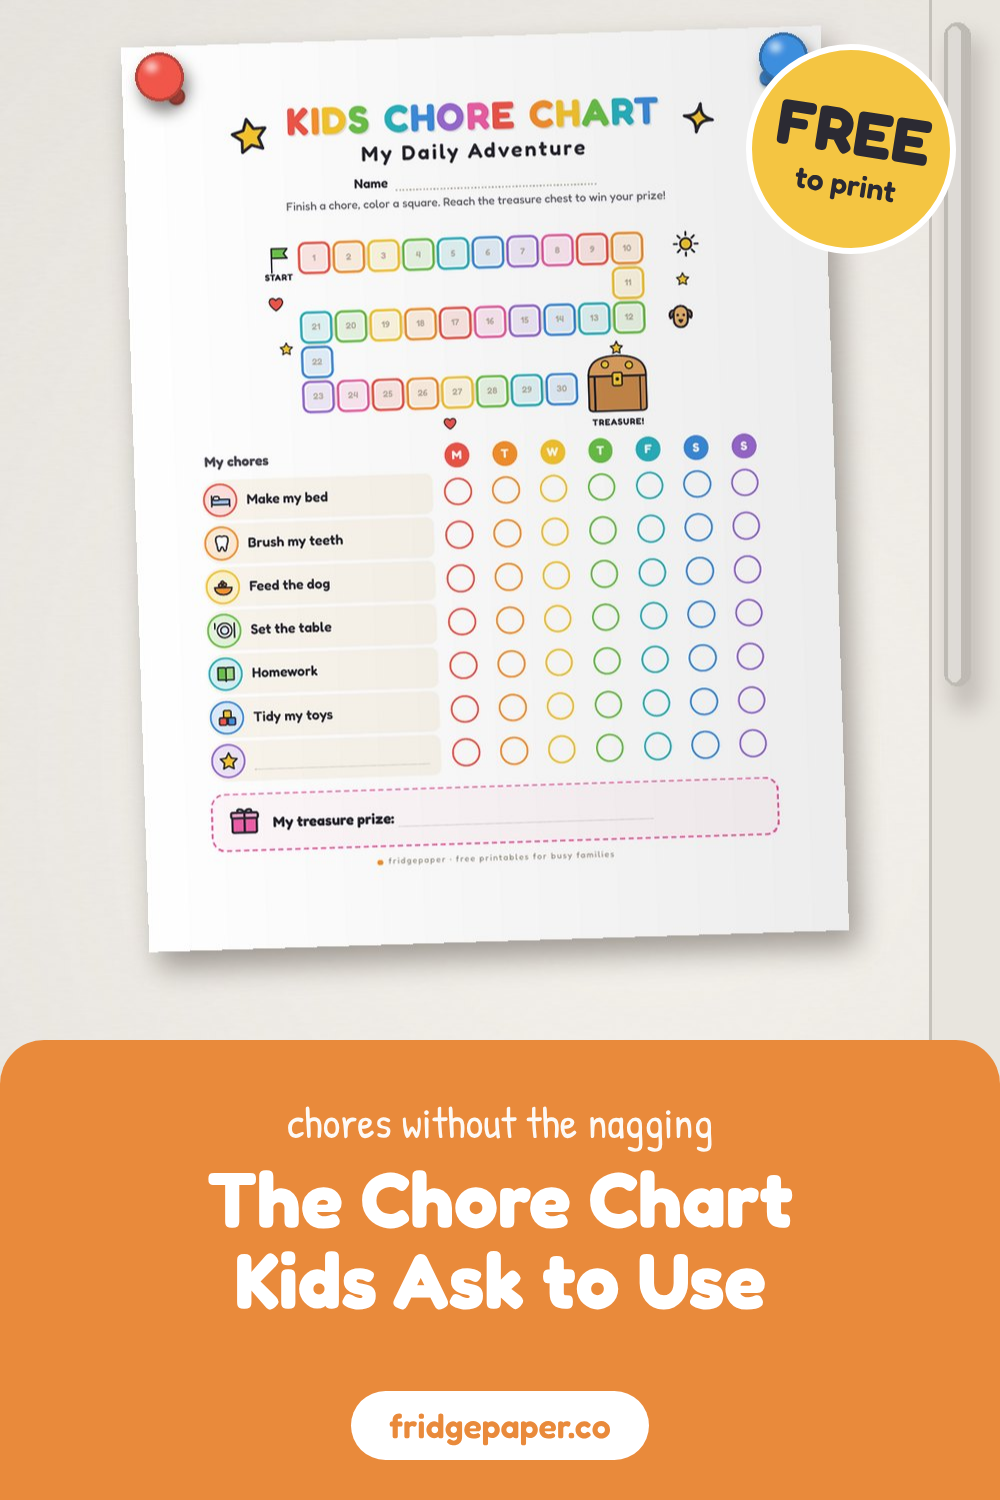 FREE
to print
KIDS CHORE CHART
My Daily Adventure
Name
Finish a chore, color a square. Reach the treasure chest to win your prize!
START
1 2 3 4 5 6 7 8 9 10
11
21 20 19 18 17 16 15 14 13 12
22
23 24 25 26 27 28 29 30
TREASURE!
My chores M T W T F S S
Make my bed
Brush my teeth
Feed the dog
Set the table
Homework
Tidy my toys
My treasure prize:
fridgepaper · free printables for busy families
chores without the nagging
The Chore Chart
Kids Ask to Use
fridgepaper.co